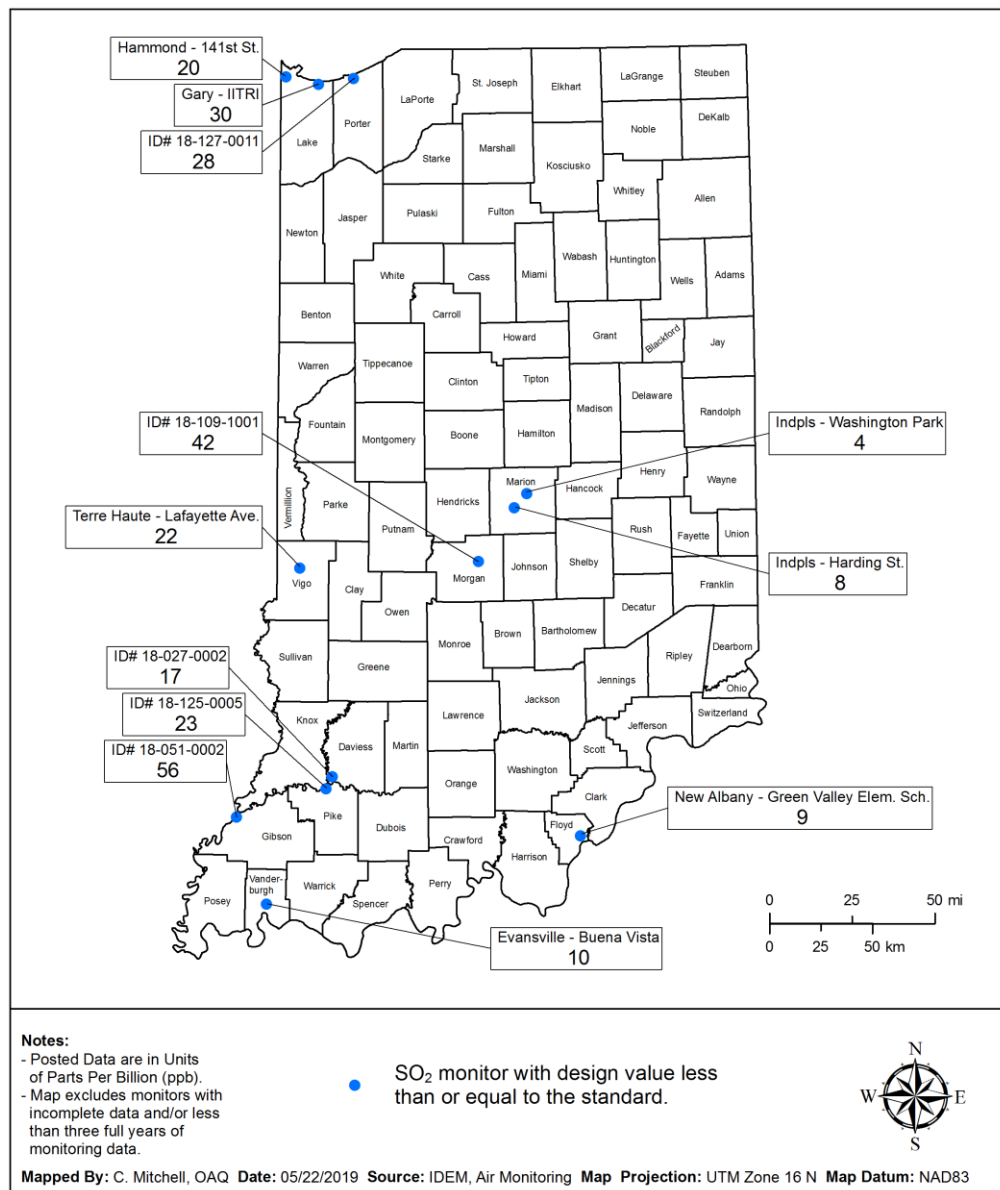 Hammond - 141st St.
20
Gary - IITRI
30
ID# 18-127-0011
28
St. Joseph
Elkhart
LaGrange
Steuben
LaPorte
Noble
DeKalb
Lake
Porter
Starke
Marshall
Kosciusko
Whitley
Allen
Newton
Jasper
Pulaski
Fulton
Wabash
Huntington
White
Cass
Miami
Wells
Adams
Benton
Carroll
Howard
Grant
Blackford
Jay
Warren
Tippecanoe
Clinton
Tipton
Madison
Delaware
Randolph
Fountain
Montgomery
Boone
Hamilton
ID# 18-109-1001
42
Indpls - Washington Park
4
Vermillion
Parke
Putnam
Hendricks
Marion
Hancock
Henry
Wayne
Terre Haute - Lafayette Ave.
22
Rush
Fayette
Union
Indpls - Harding St.
8
Vigo
Clay
Owen
Morgan
Johnson
Shelby
Decatur
Franklin
Sullivan
Greene
Monroe
Brown
Bartholomew
Ripley
Dearborn
ID# 18-027-0002
17
ID# 18-125-0005
23
ID# 18-051-0002
56
Jennings
Ohio
Switzerland
Knox
Daviess
Martin
Lawrence
Jackson
Jefferson
Scott
Orange
Washington
Clark
Gibson
Pike
Dubois
Crawford
Floyd
Harrison
New Albany - Green Valley Elem. Sch.
9
Posey
Vander-
burgh
Warrick
Spencer
Perry
Evansville - Buena Vista
10
0 25 50 mi
0 25 50 km
Notes:
- Posted Data are in Units
of Parts Per Billion (ppb).
- Map excludes monitors with
incomplete data and/or less
than three full years of
monitoring data.
SO₂ monitor with design value less
than or equal to the standard.
N
W E
S
Mapped By: C. Mitchell, OAQ Date: 05/22/2019 Source: IDEM, Air Monitoring Map Projection: UTM Zone 16 N Map Datum: NAD83